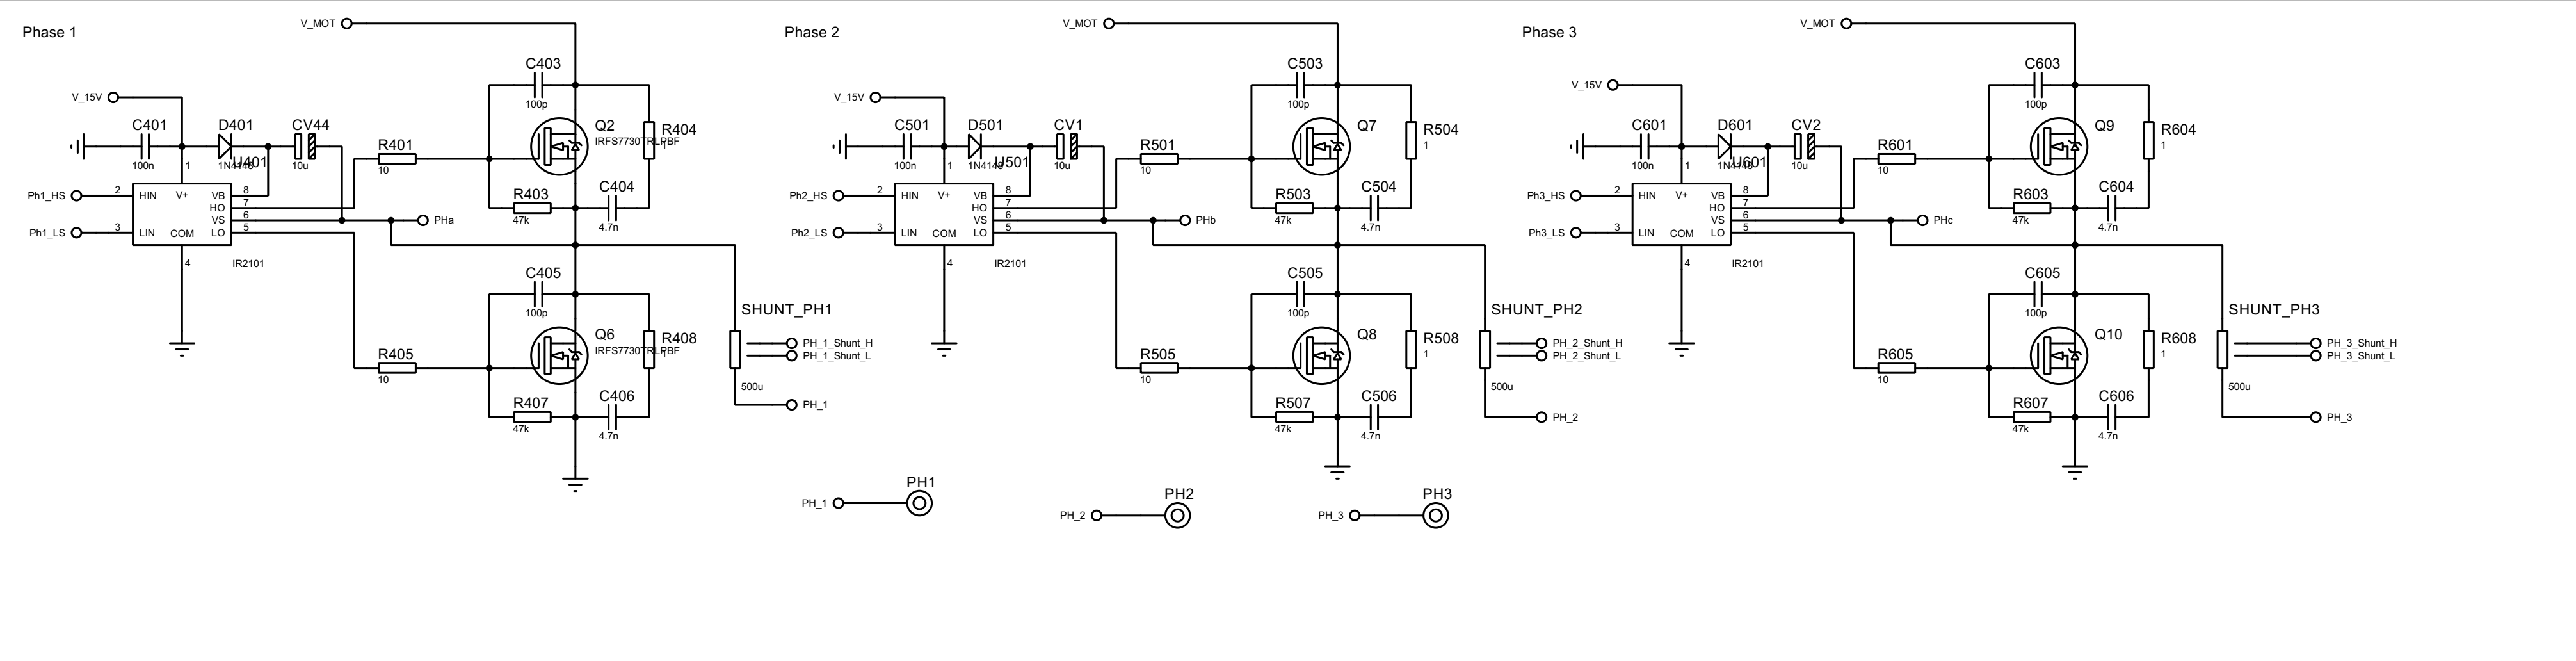 Phase 1
V_MOT
C403
100p
V_15V
C401
100n
D401
1N4148
CV44
10u
U401
1
R401
10
Q2
IRFS7730TRLPBF
R404
1
R403
47k
C404
4.7n
Ph1_HS
2
HIN
V+
VB
8
HO
7
VS
6
PHa
Ph1_LS
3
LIN
COM
LO
5
4
IR2101
C405
100p
Q6
IRFS7730TRLPBF
R408
1
R405
10
R407
47k
C406
4.7n
SHUNT_PH1
PH_1_Shunt_H
PH_1_Shunt_L
500u
PH_1
Phase 2
V_MOT
C503
100p
V_15V
C501
100n
D501
1N4148
CV1
10u
U501
1
R501
10
Q7
R504
1
R503
47k
C504
4.7n
Ph2_HS
2
HIN
V+
VB
8
HO
7
VS
6
PHb
Ph2_LS
3
LIN
COM
LO
5
4
IR2101
C505
100p
Q8
R508
1
R505
10
R507
47k
C506
4.7n
SHUNT_PH2
PH_2_Shunt_H
PH_2_Shunt_L
500u
PH_2
Phase 3
V_MOT
C603
100p
V_15V
C601
100n
D601
1N4148
CV2
10u
U601
1
R601
10
Q9
R604
1
R603
47k
C604
4.7n
Ph3_HS
2
HIN
V+
VB
8
HO
7
VS
6
PHc
Ph3_LS
3
LIN
COM
LO
5
4
IR2101
C605
100p
Q10
R608
1
R605
10
R607
47k
C606
4.7n
SHUNT_PH3
PH_3_Shunt_H
PH_3_Shunt_L
500u
PH_3
PH_1
PH1
PH_2
PH2
PH_3
PH3